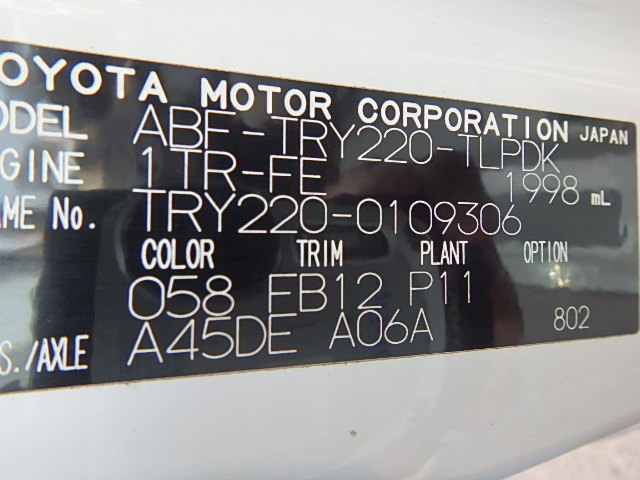 OYOTA MOTOR CORPORATION JAPAN
ODEL ABF-TRY220-TLPDK
GINE 1TR-FE 1998 mL
AME No. TRY220-0109306
COLOR TRIM PLANT OPTION
058 EB12 P11
S./AXLE A45DE A06A 802